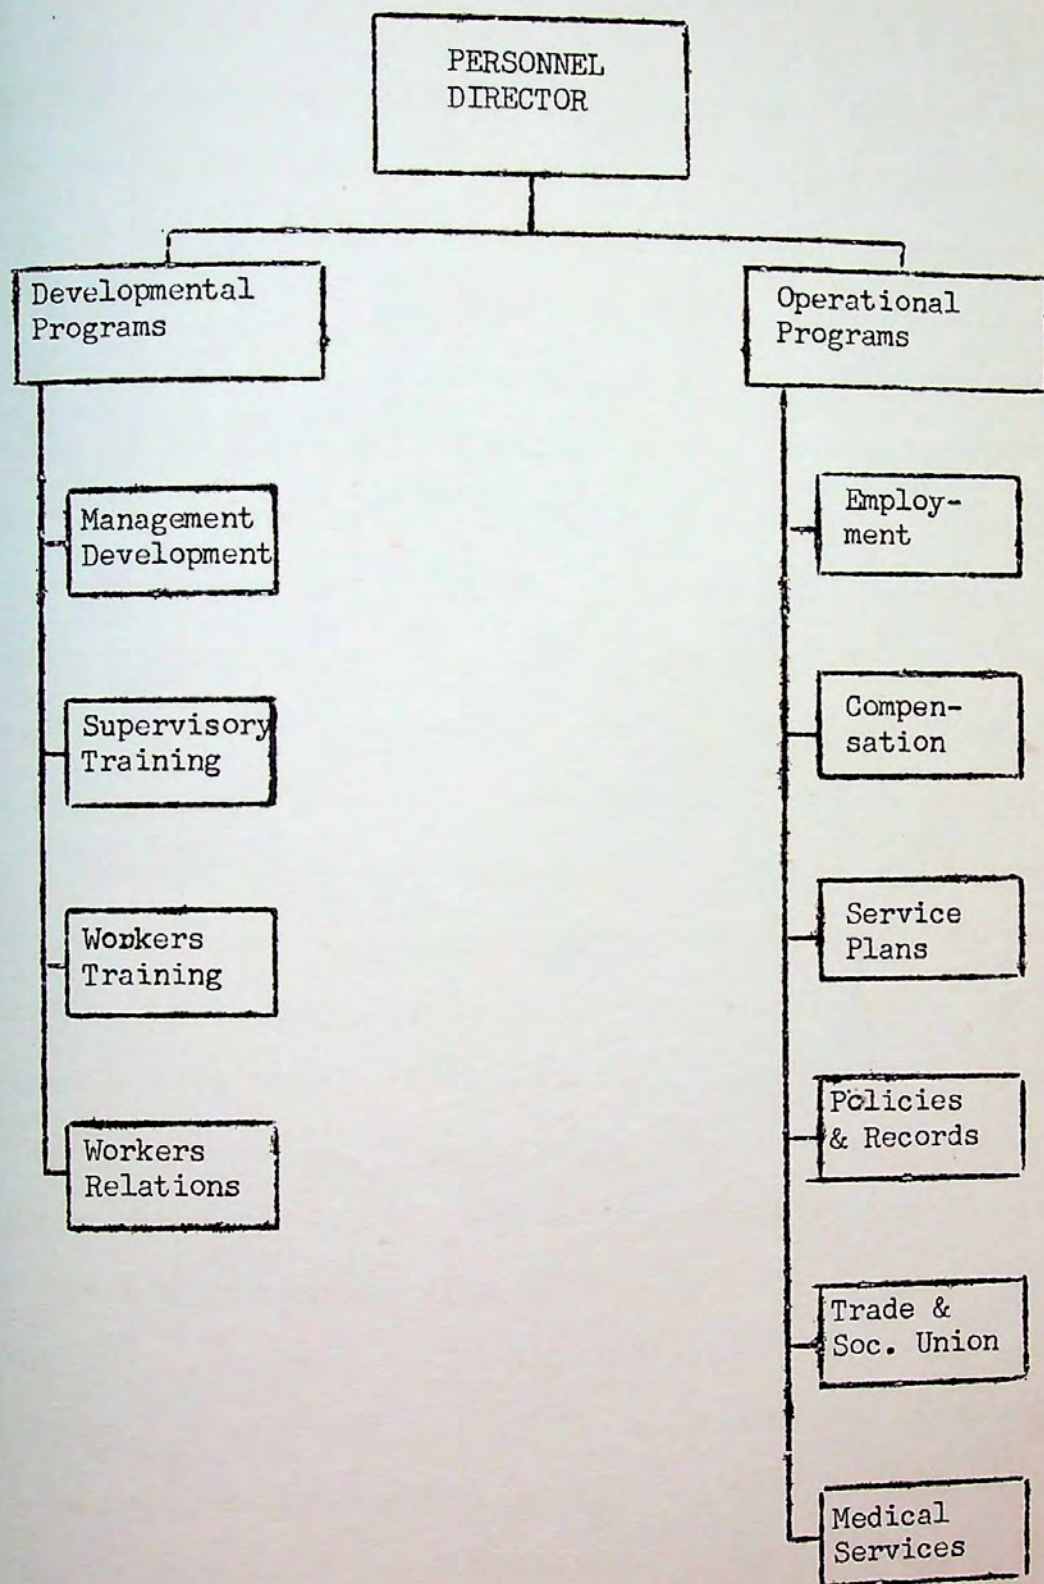 PERSONNEL
DIRECTOR
Developmental
Programs
Management
Development
Supervisory
Training
Workers
Training
Workers
Relations
Operational
Programs
Employ-
ment
Compen-
sation
Service
Plans
Policies
& Records
Trade &
Soc. Union
Medical
Services